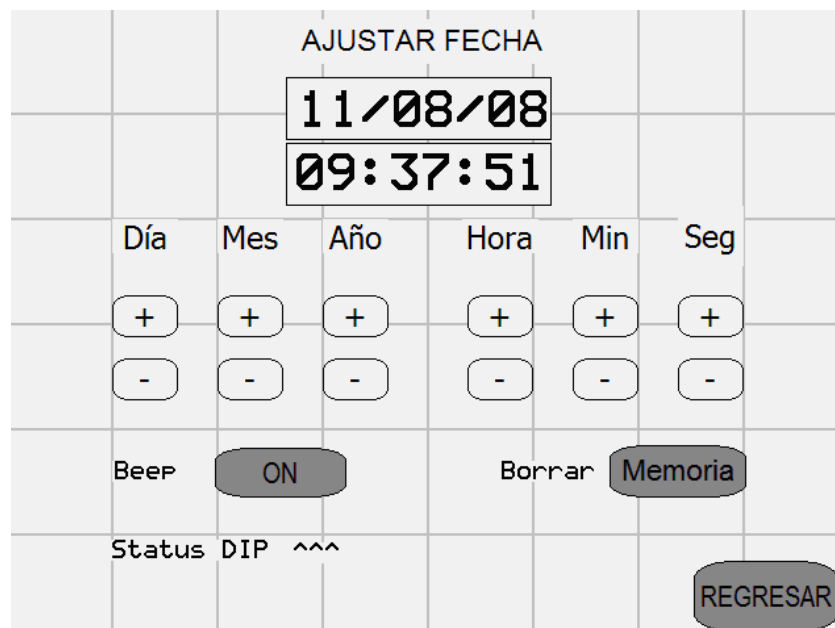 AJUSTAR FECHA
11/08/08
09:37:51
Día Mes Año Hora Min Seg
+ + + + + +
- - - - - -
Beep ON Borrar Memoria
Status DIP ^^^
REGRESAR